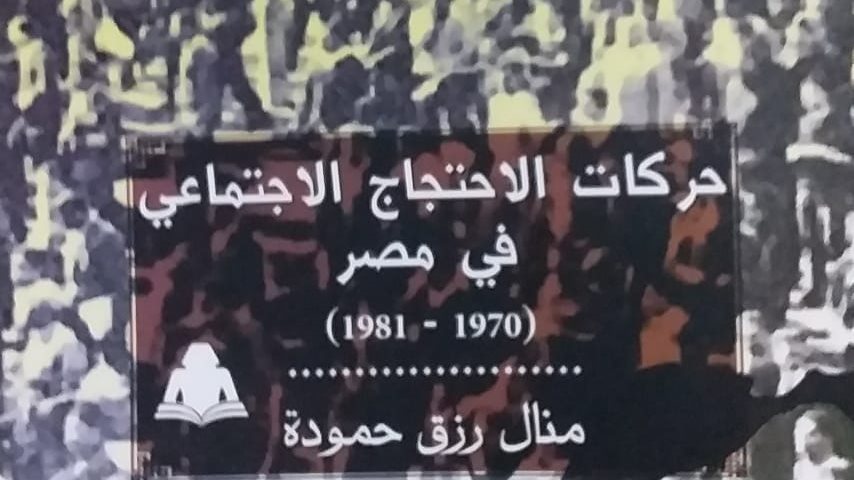 حركات الاحتجاج الاجتماعي
في مصر
(1970 - 1981)
منال رزق حمودة